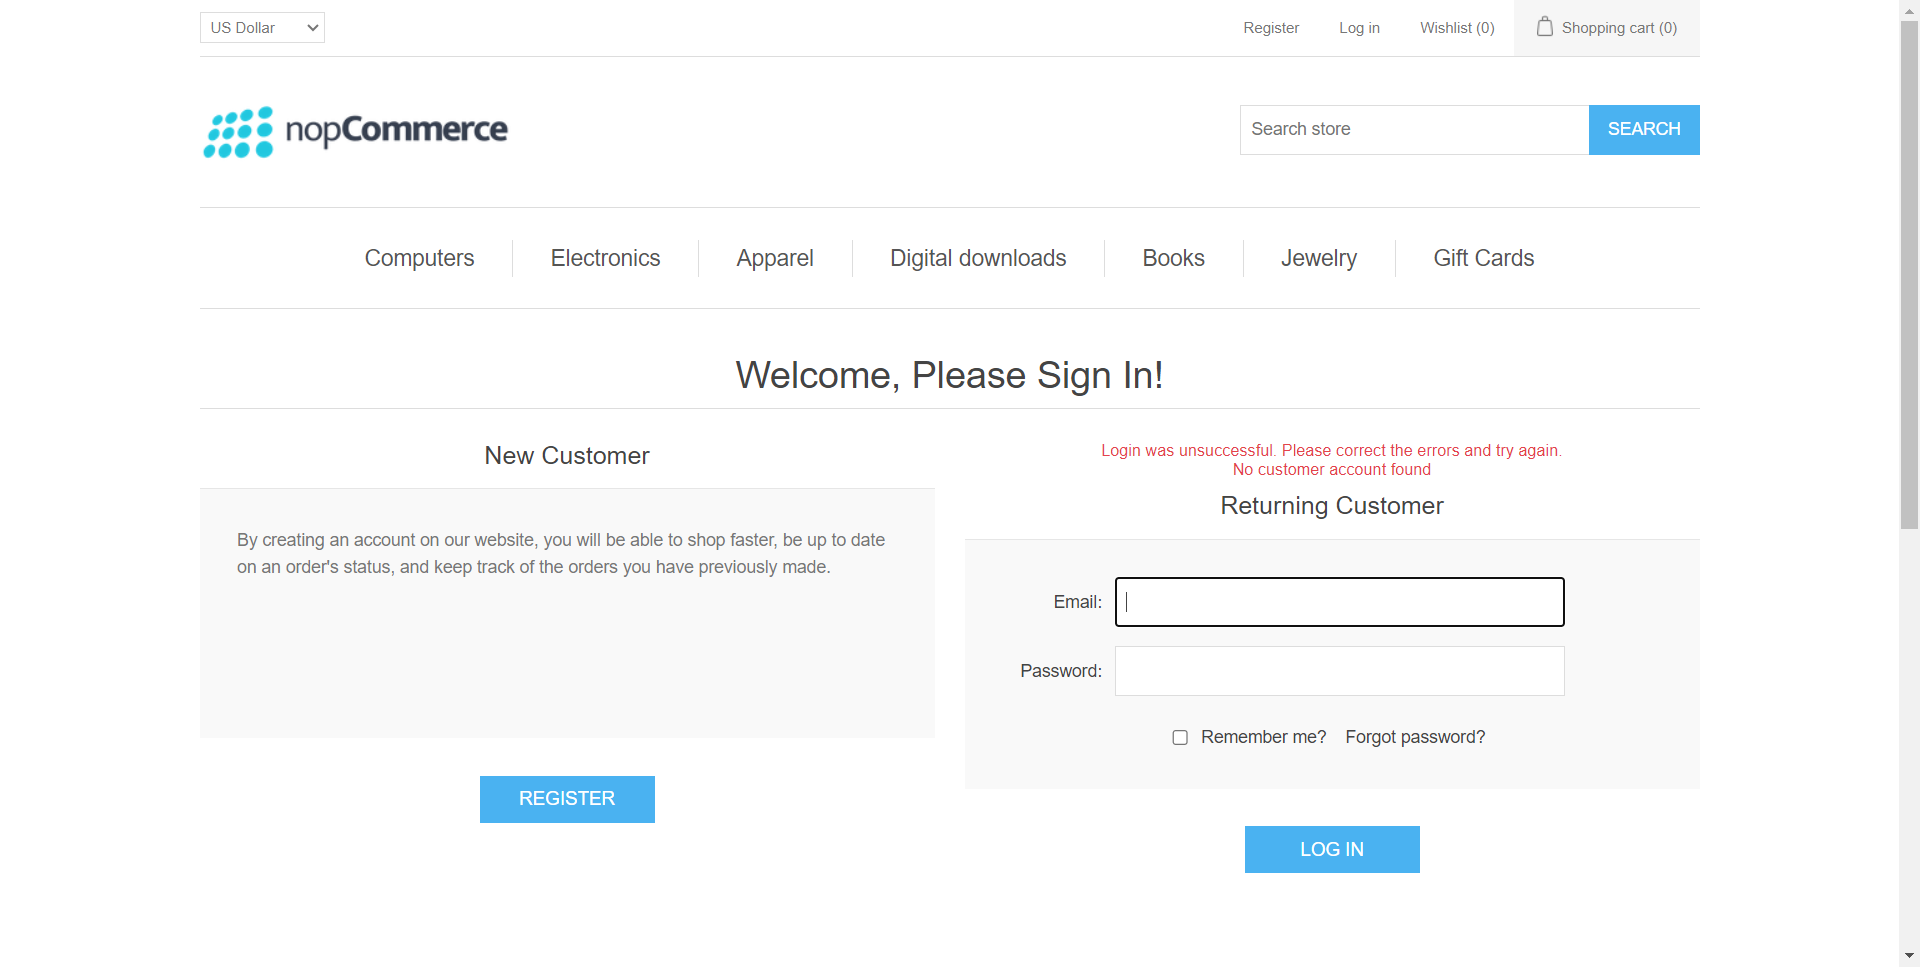 US Dollar
Register
Log in
Wishlist (0)
Shopping cart (0)
nopCommerce
Search store
SEARCH
Computers
Electronics
Apparel
Digital downloads
Books
Jewelry
Gift Cards
Welcome, Please Sign In!
New Customer
By creating an account on our website, you will be able to shop faster, be up to date
on an order's status, and keep track of the orders you have previously made.
REGISTER
Login was unsuccessful. Please correct the errors and try again.
No customer account found
Returning Customer
Email:
Password:
Remember me?
Forgot password?
LOG IN